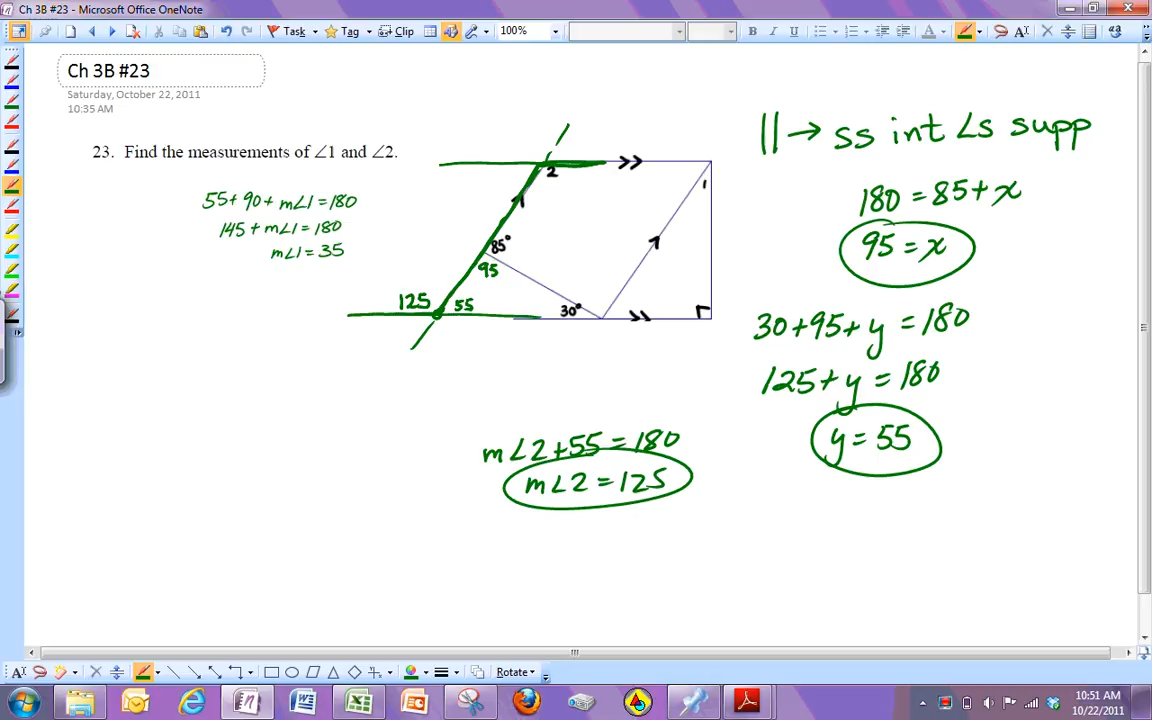 Ch 3B #23 - Microsoft Office OneNote
Task
Tag
Clip
100%
B I U
A
Ch 3B #23
Saturday, October 22, 2011
10:35 AM
23. Find the measurements of ∠1 and ∠2.
55+ 90 + m∠1 = 180
145 + m∠1 = 180
m∠1 = 35
2
1
85°
95
125
55
30°
|| → ss int ∠s supp
180 = 85 + x
95 = x
30 + 95 + y = 180
125 + y = 180
y = 55
m∠2 + 55 = 180
m∠2 = 125
Rotate
10:51 AM
10/22/2011